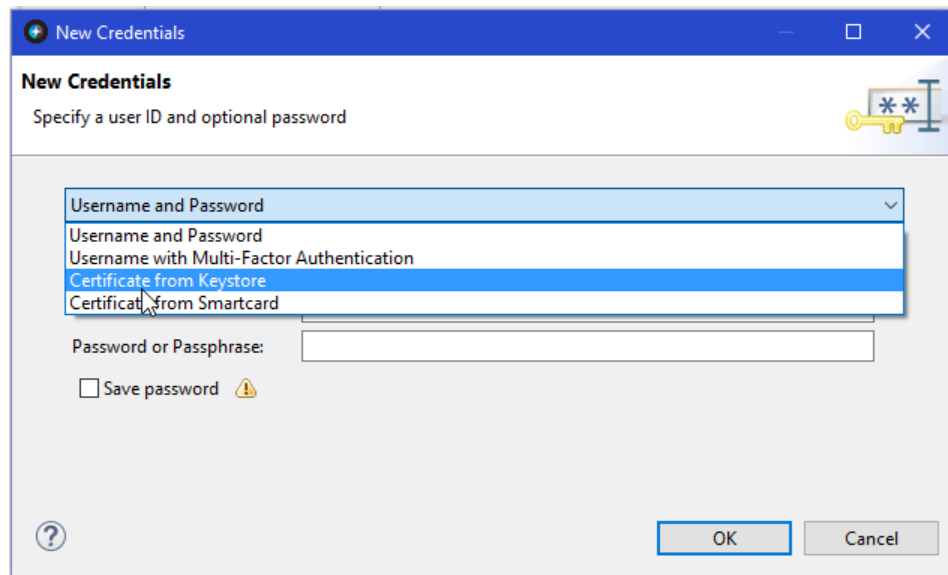 New Credentials
New Credentials
Specify a user ID and optional password
**
Username and Password
Username and Password
Username with Multi-Factor Authentication
Certificate from Keystore
Certificate from Smartcard
Password or Passphrase:
Save password
?
OK Cancel